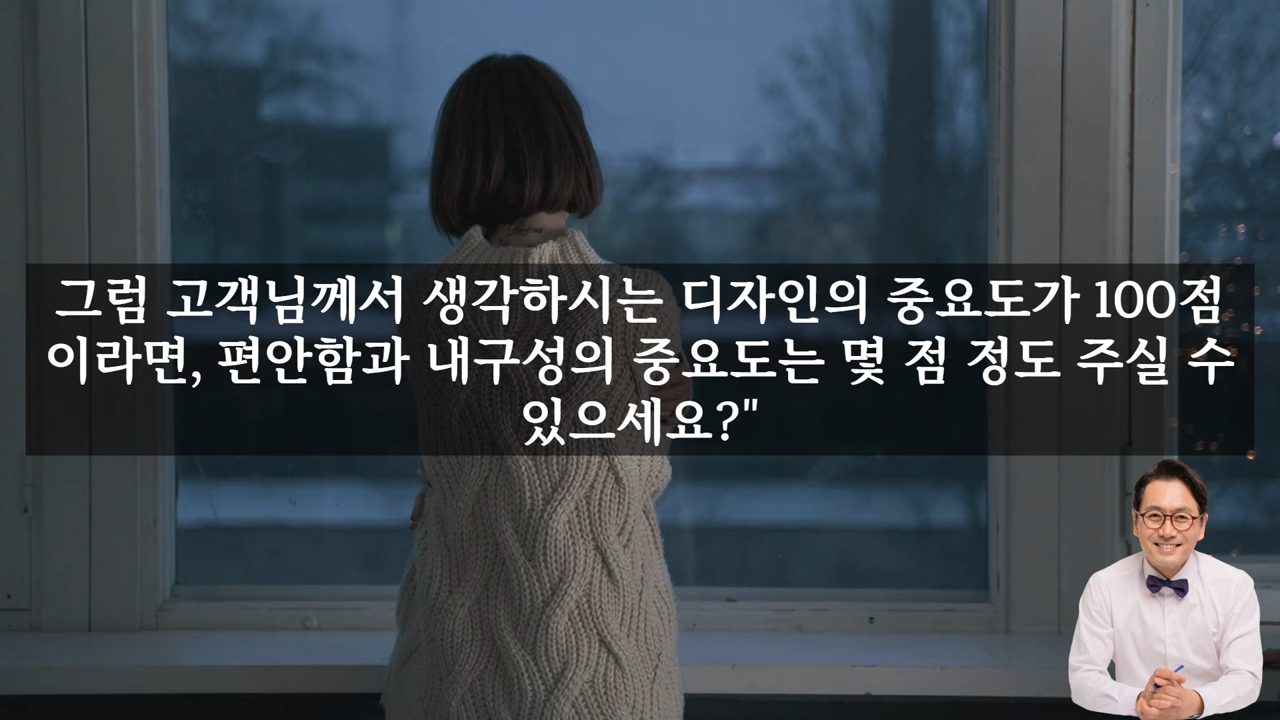 그럼 고객님께서 생각하시는 디자인의 중요도가 100점
이라면, 편안함과 내구성의 중요도는 몇 점 정도 주실 수
있으세요?"